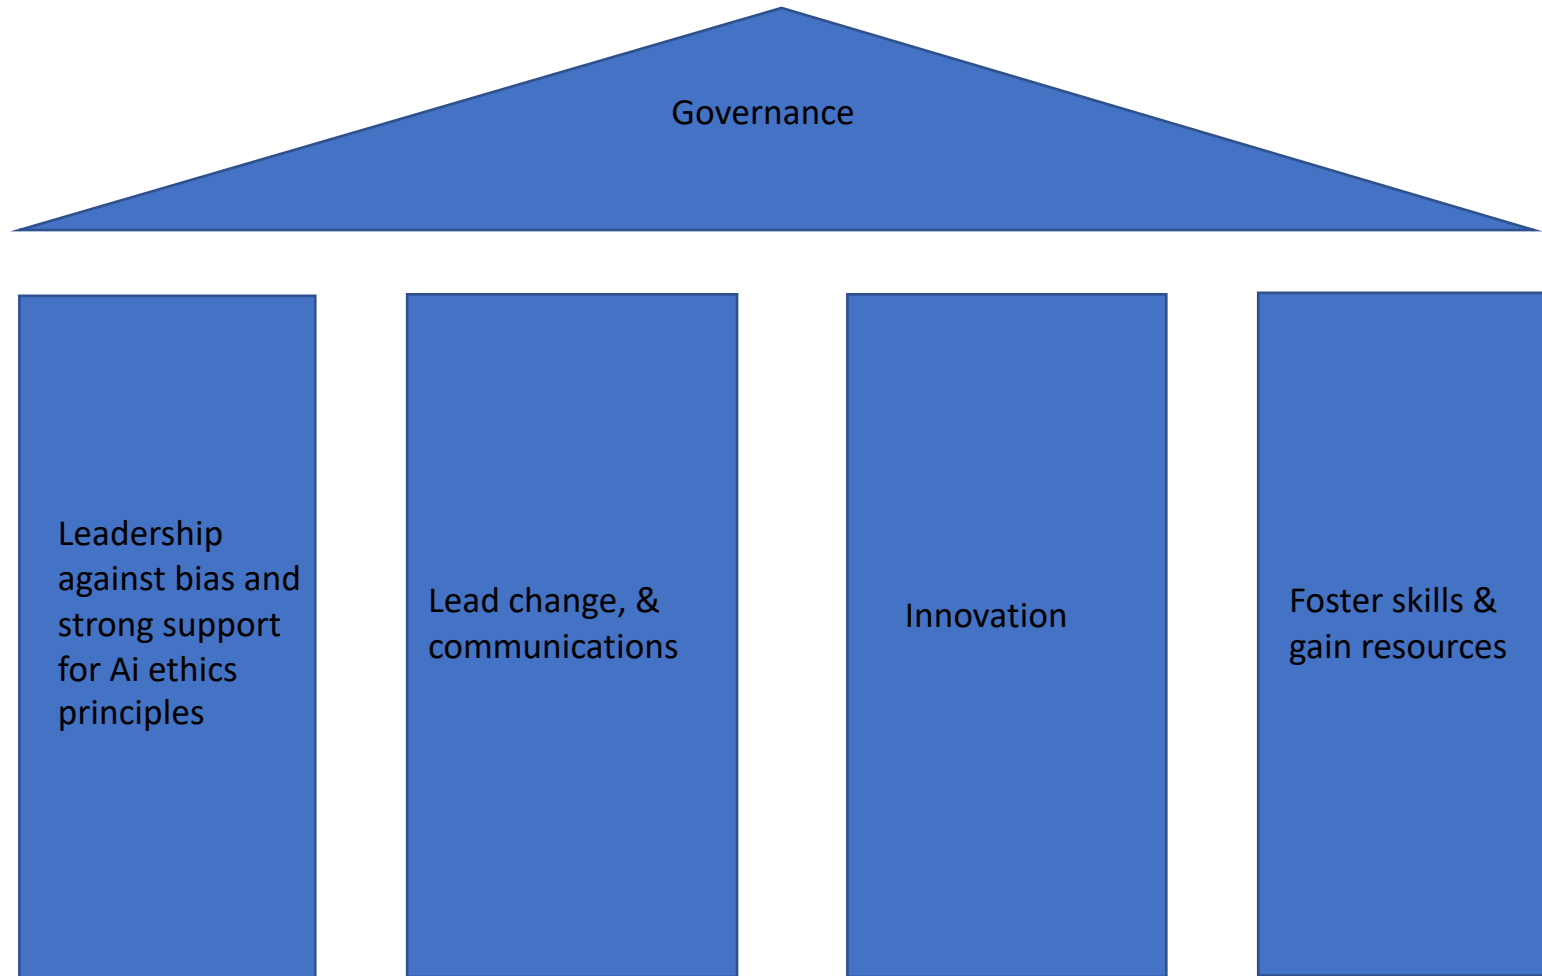 Governance
Leadership
against bias and
strong support
for Ai ethics
principles
Lead change, &
communications
Innovation
Foster skills &
gain resources